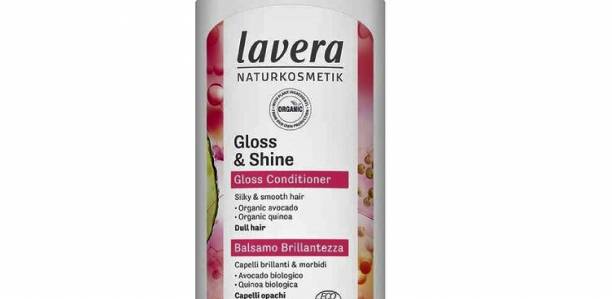 lavera
NATURKOSMETIK
ORGANIC
Gloss
& Shine
Gloss Conditioner
Silky & smooth hair
• Organic avocado
• Organic quinoa
Dull hair
Balsamo Brillantezza
Capelli brillanti & morbidi
• Avocado biologico
• Quinoa biologica
Capelli opachi
ECO